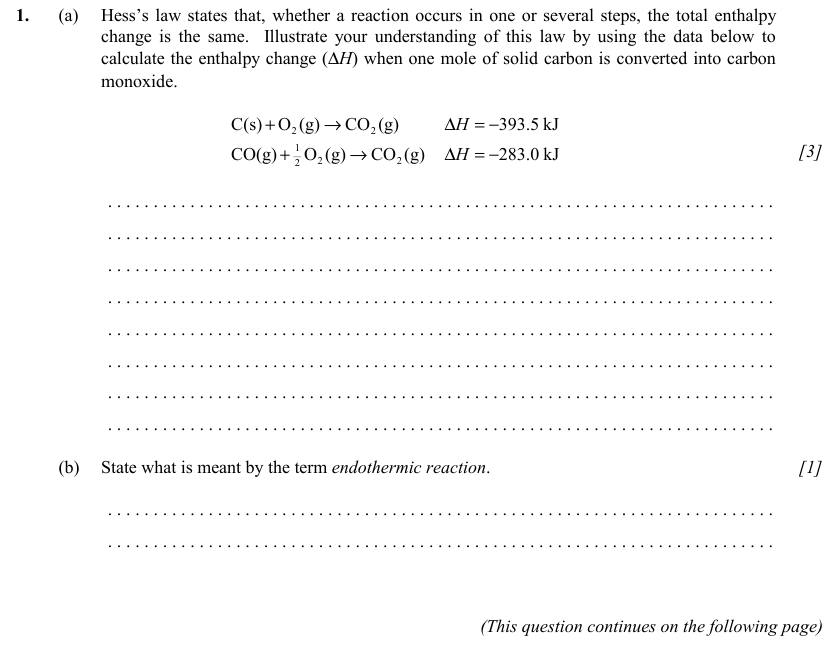 1. (a) Hess’s law states that, whether a reaction occurs in one or several steps, the total enthalpy
change is the same. Illustrate your understanding of this law by using the data below to
calculate the enthalpy change (ΔH) when one mole of solid carbon is converted into carbon
monoxide.
C(s)+O₂(g)→CO₂(g) ΔH = −393.5 kJ
CO(g)+½O₂(g)→CO₂(g) ΔH = −283.0 kJ [3]
(b) State what is meant by the term endothermic reaction. [1]
(This question continues on the following page)